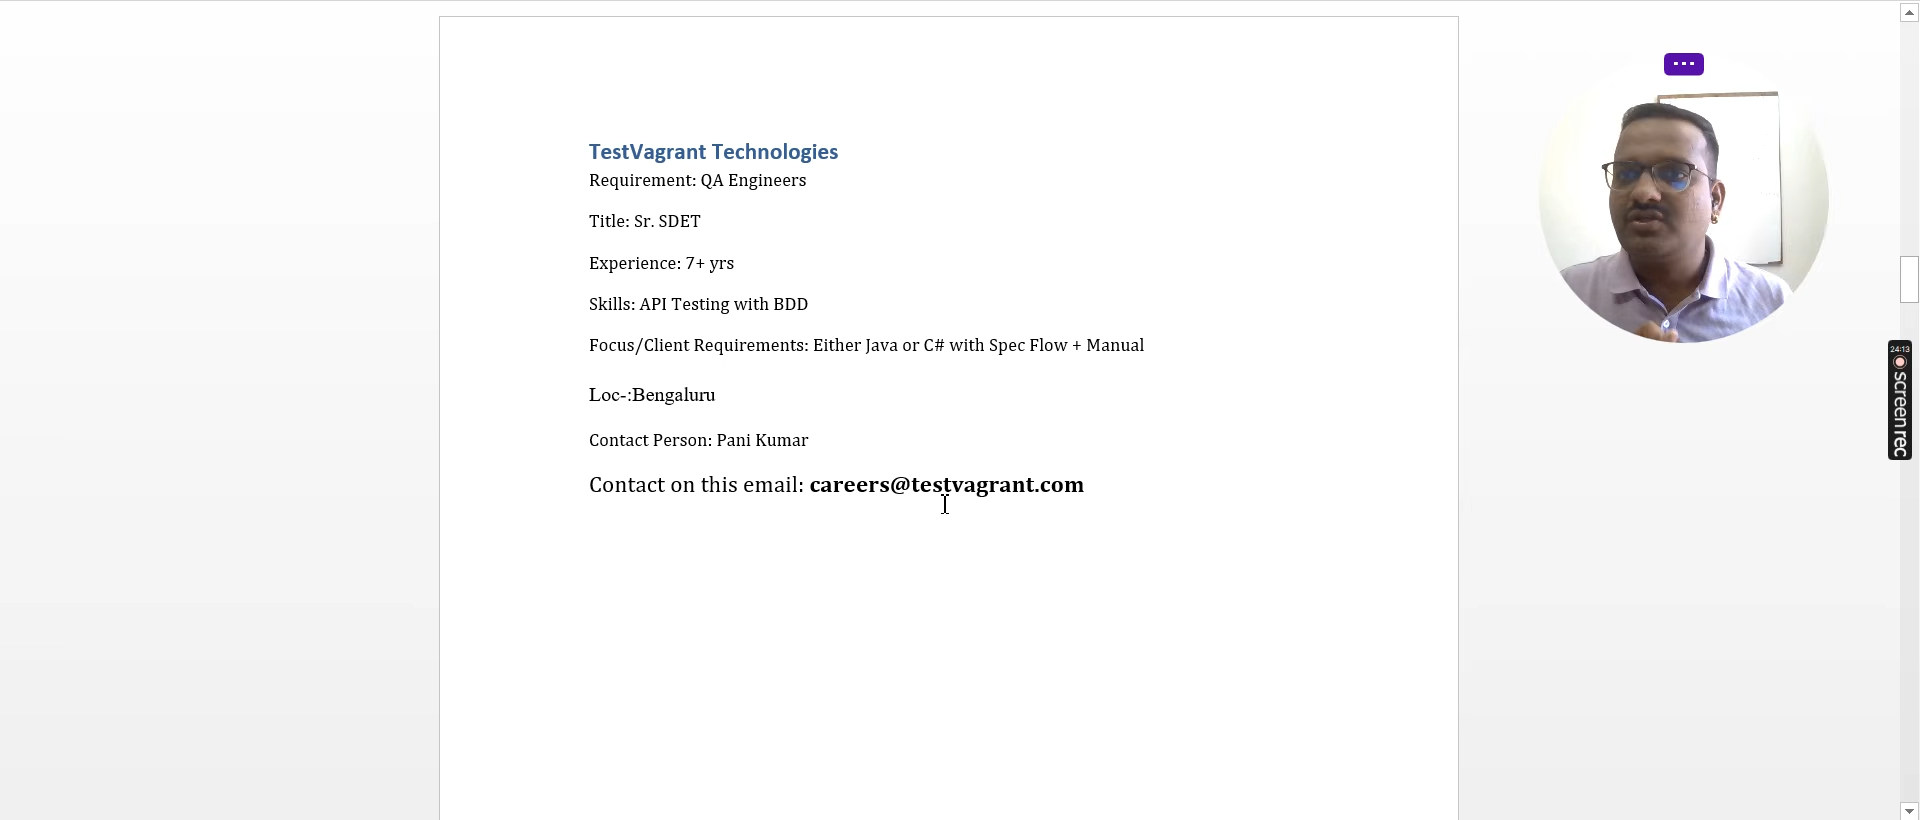 TestVagrant Technologies
Requirement: QA Engineers
Title: Sr. SDET
Experience: 7+ yrs
Skills: API Testing with BDD
Focus/Client Requirements: Either Java or C# with Spec Flow + Manual
Loc-:Bengaluru
Contact Person: Pani Kumar
Contact on this email: careers@testvagrant.com
24:13
screenrec